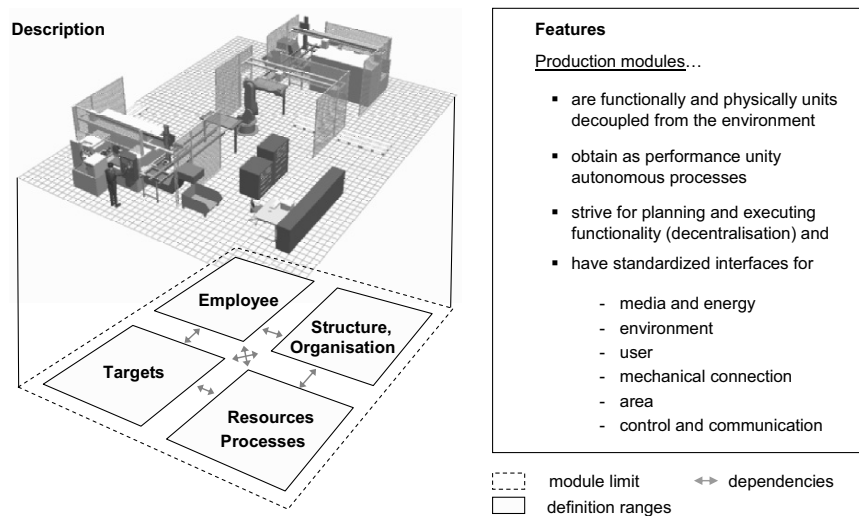 Description
Employee
Structure,
Organisation
Targets
Resources
Processes
Features
Production modules…
▪ are functionally and physically units
decoupled from the environment
▪ obtain as performance unity
autonomous processes
▪ strive for planning and executing
functionality (decentralisation) and
▪ have standardized interfaces for
- media and energy
- environment
- user
- mechanical connection
- area
- control and communication
module limit
dependencies
definition ranges